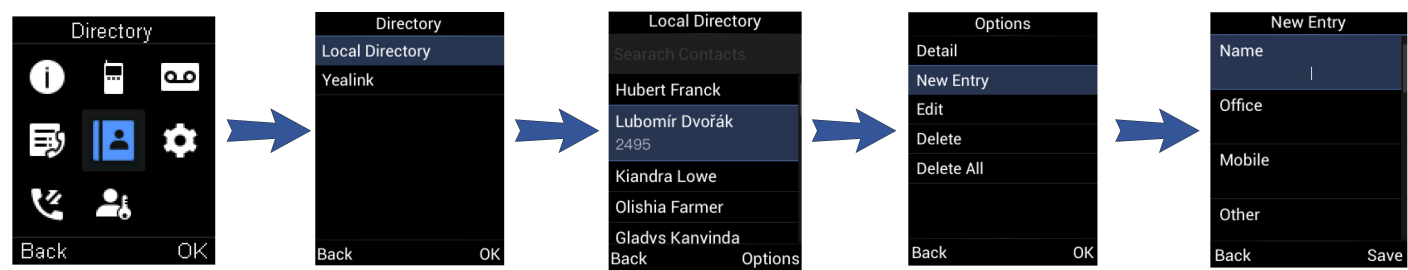 Directory
Back OK
Directory
Local Directory
Yealink
Back OK
Local Directory
Searach Contacts
Hubert Franck
Lubomír Dvořák
2495
Kiandra Lowe
Olishia Farmer
Gladys Kanyinda
Back Options
Options
Detail
New Entry
Edit
Delete
Delete All
Back OK
New Entry
Name
Office
Mobile
Other
Back Save